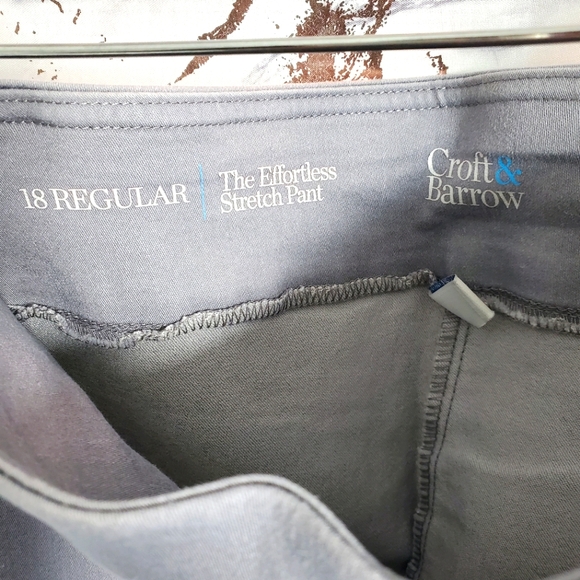 18 REGULAR
The Effortless
Stretch Pant
Croft&
Barrow